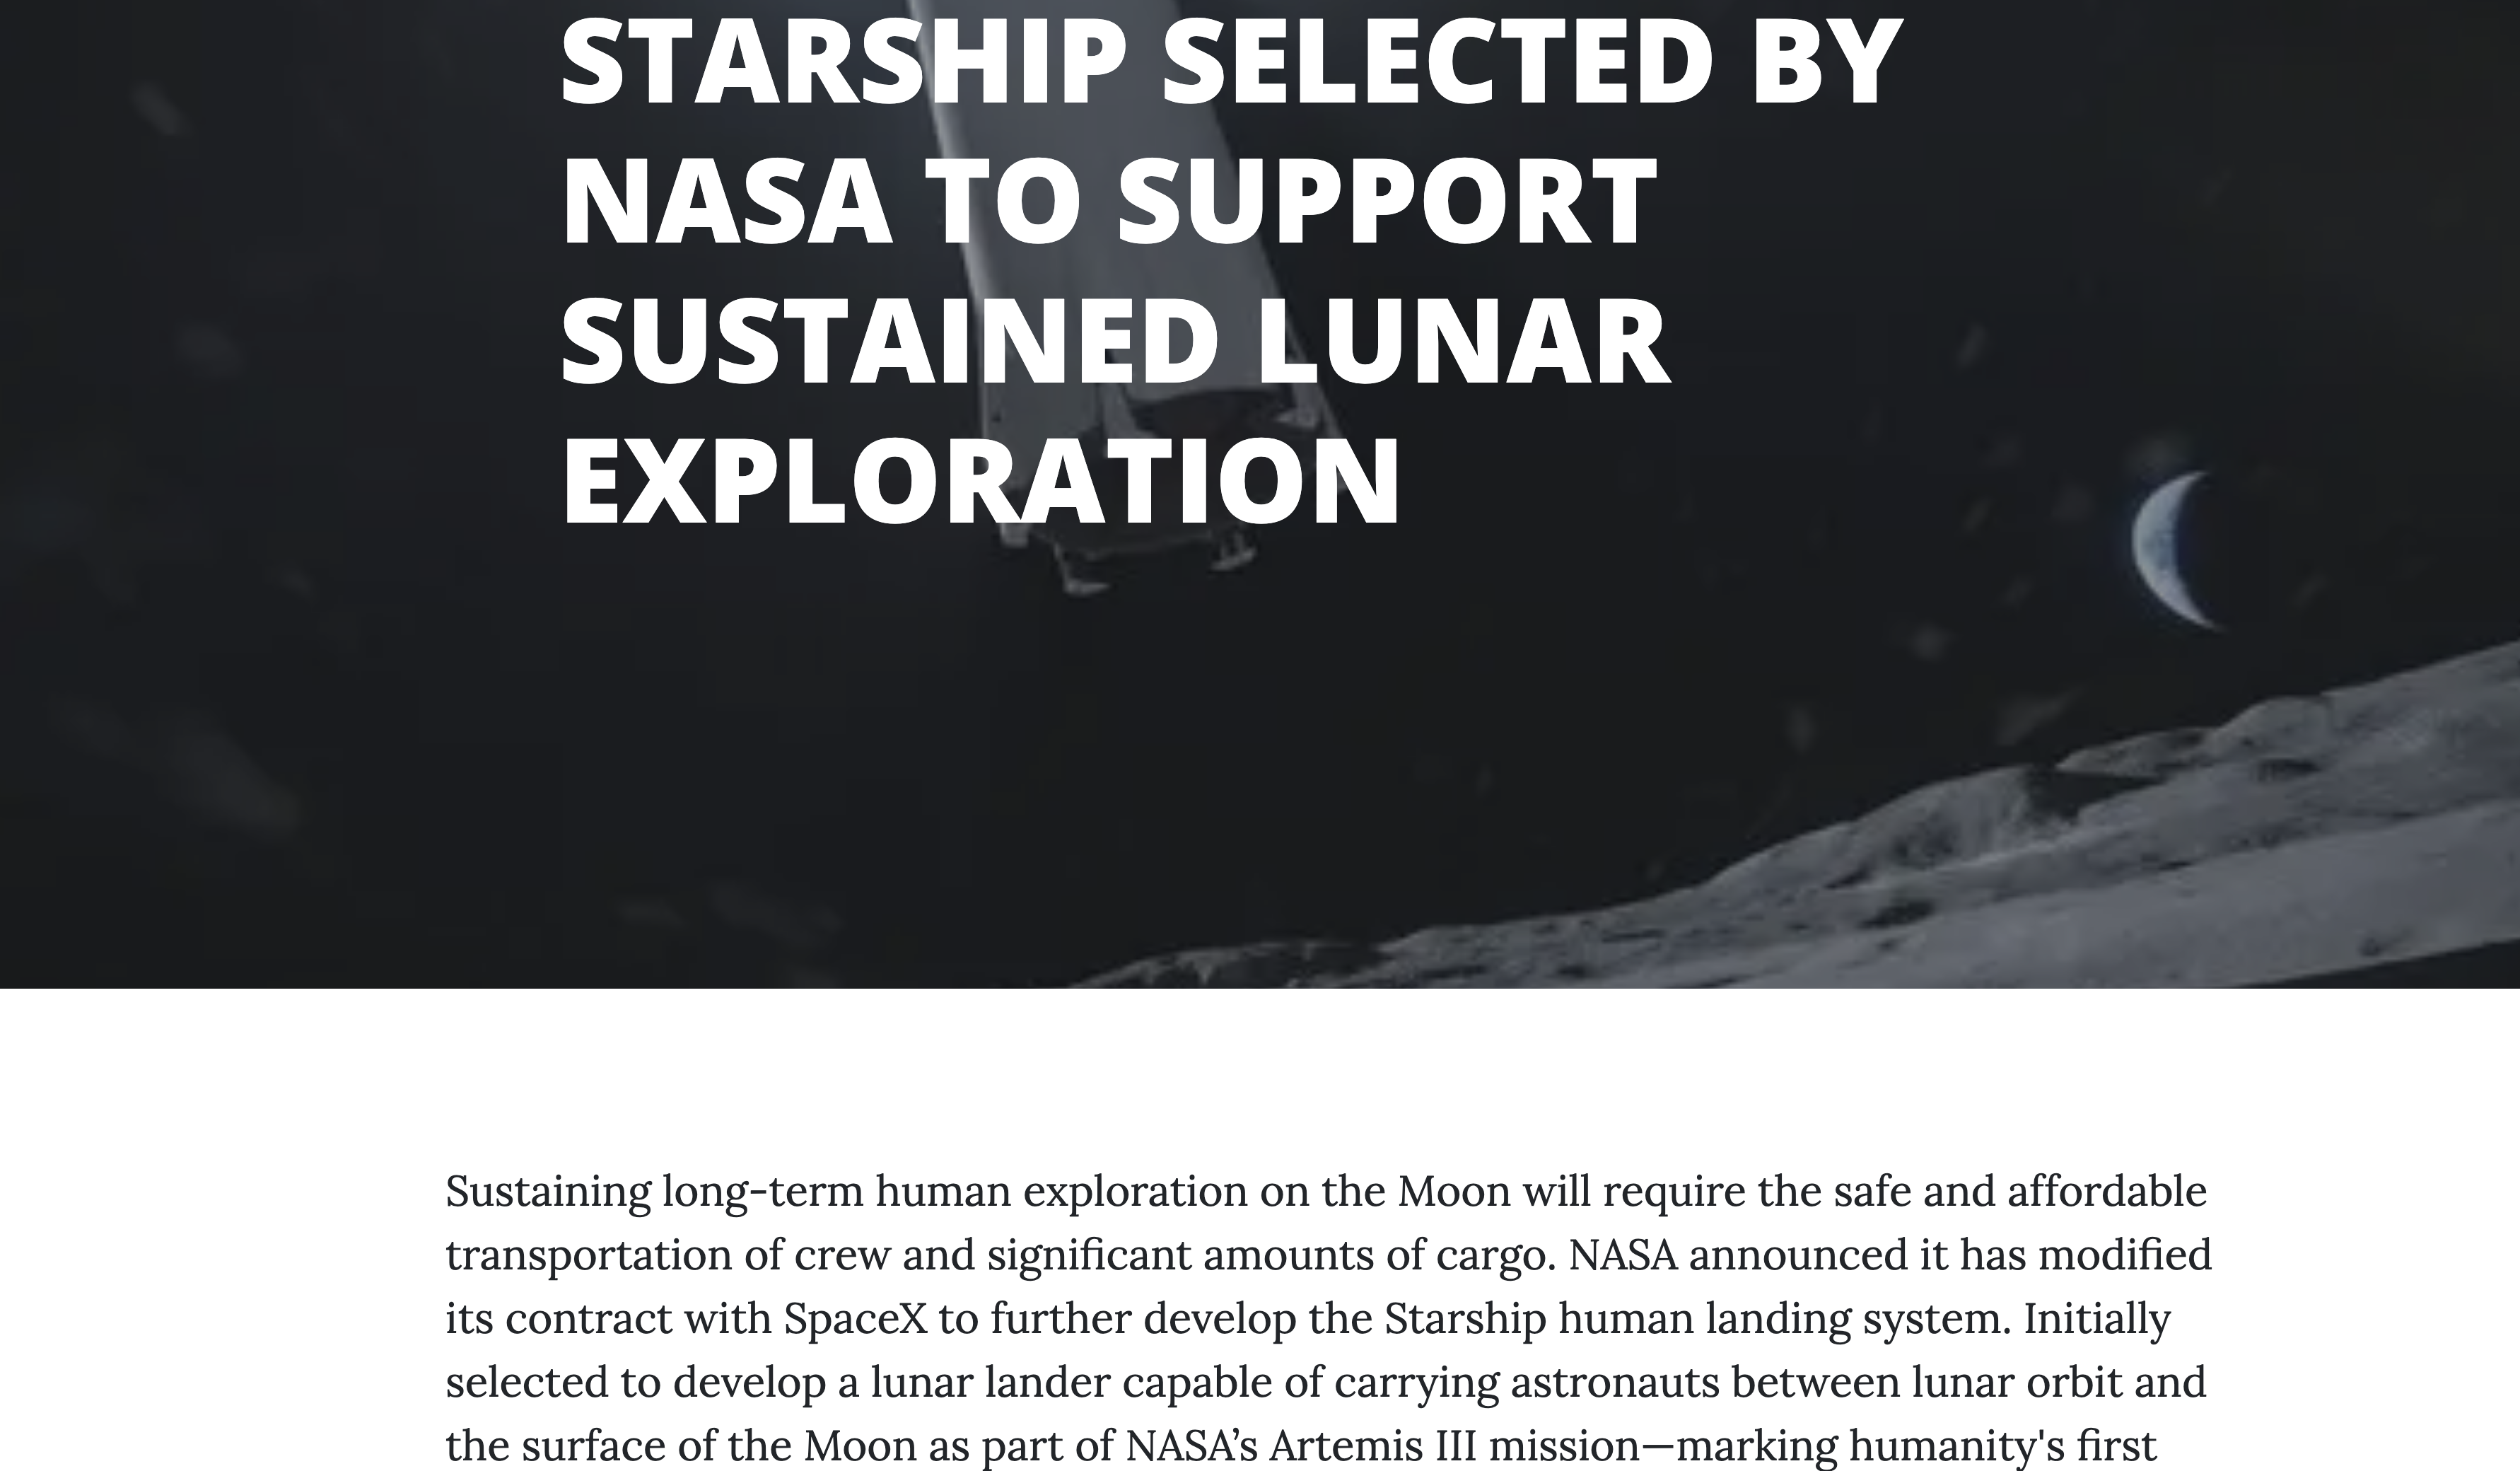 STARSHIP SELECTED BY
NASA TO SUPPORT
SUSTAINED LUNAR
EXPLORATION
Sustaining long-term human exploration on the Moon will require the safe and affordable
transportation of crew and significant amounts of cargo. NASA announced it has modified
its contract with SpaceX to further develop the Starship human landing system. Initially
selected to develop a lunar lander capable of carrying astronauts between lunar orbit and
the surface of the Moon as part of NASA’s Artemis III mission—marking humanity's first